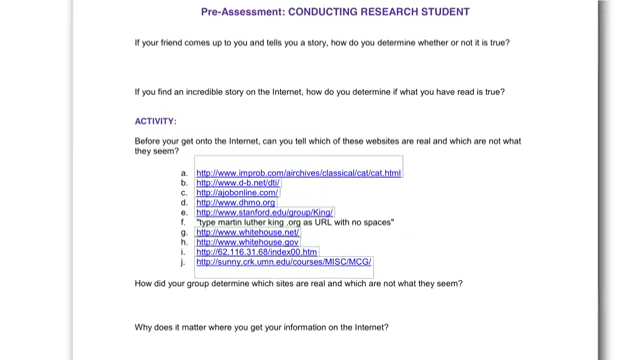 Pre-Assessment: CONDUCTING RESEARCH STUDENT
If your friend comes up to you and tells you a story, how do you determine whether or not it is true?
If you find an incredible story on the Internet, how do you determine if what you have read is true?
ACTIVITY:
Before your get onto the Internet, can you tell which of these websites are real and which are not what
they seem?
a. http://www.improb.com/airchives/classical/cat/cat.html
b. http://www.d-b.net/dti/
c. http://ajobonline.com/
d. http://www.dhmo.org
e. http://www.stanford.edu/group/King/
f. "type martin luther king .org as URL with no spaces"
g. http://www.whitehouse.net/
h. http://www.whitehouse.gov
i. http://62.116.31.68/index00.htm
j. http://sunny.crk.umn.edu/courses/MISC/MCG/
How did your group determine which sites are real and which are not what they seem?
Why does it matter where you get your information on the Internet?